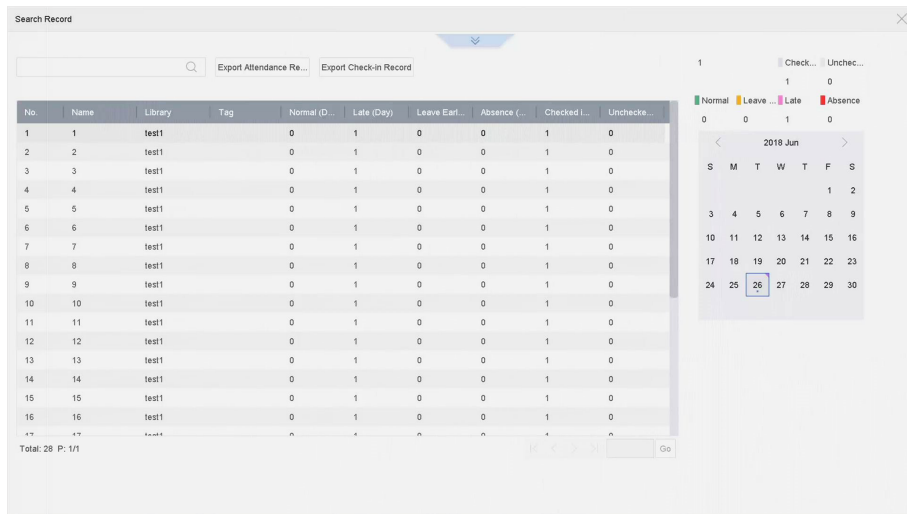 Search Record
Export Attendance Re... Export Check-in Record
No. Name Library Tag Normal (D... Late (Day) Leave Earl... Absence (... Checked I... Unchecke...
1 1 test1 0 1 0 0 1 0
2 2 test1 0 1 0 0 1 0
3 3 test1 0 1 0 0 1 0
4 4 test1 0 1 0 0 1 0
5 5 test1 0 1 0 0 1 0
6 6 test1 0 1 0 0 1 0
7 7 test1 0 1 0 0 1 0
8 8 test1 0 1 0 0 1 0
9 9 test1 0 1 0 0 1 0
10 10 test1 0 1 0 0 1 0
11 11 test1 0 1 0 0 1 0
12 12 test1 0 1 0 0 1 0
13 13 test1 0 1 0 0 1 0
14 14 test1 0 1 0 0 1 0
15 15 test1 0 1 0 0 1 0
16 16 test1 0 1 0 0 1 0
17 17 test1 0 1 0 0 1 0
Total: 28 P: 1/1
Go
1 Check... Unchec...
1 0
Normal Leave ... Late Absence
0 0 1 0
2018 Jun
S M T W T F S
1 2
3 4 5 6 7 8 9
10 11 12 13 14 15 16
17 18 19 20 21 22 23
24 25 26 27 28 29 30